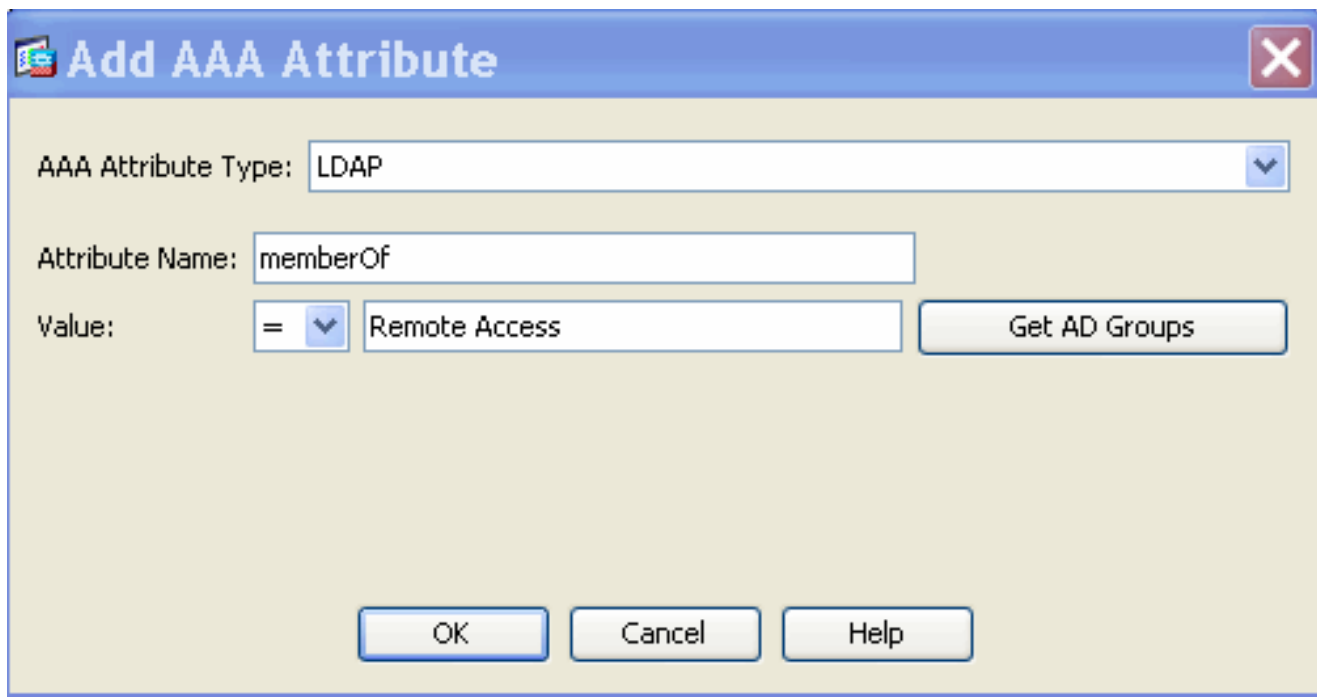 Add AAA Attribute
AAA Attribute Type: LDAP
Attribute Name: memberOf
Value: = Remote Access Get AD Groups
OK Cancel Help